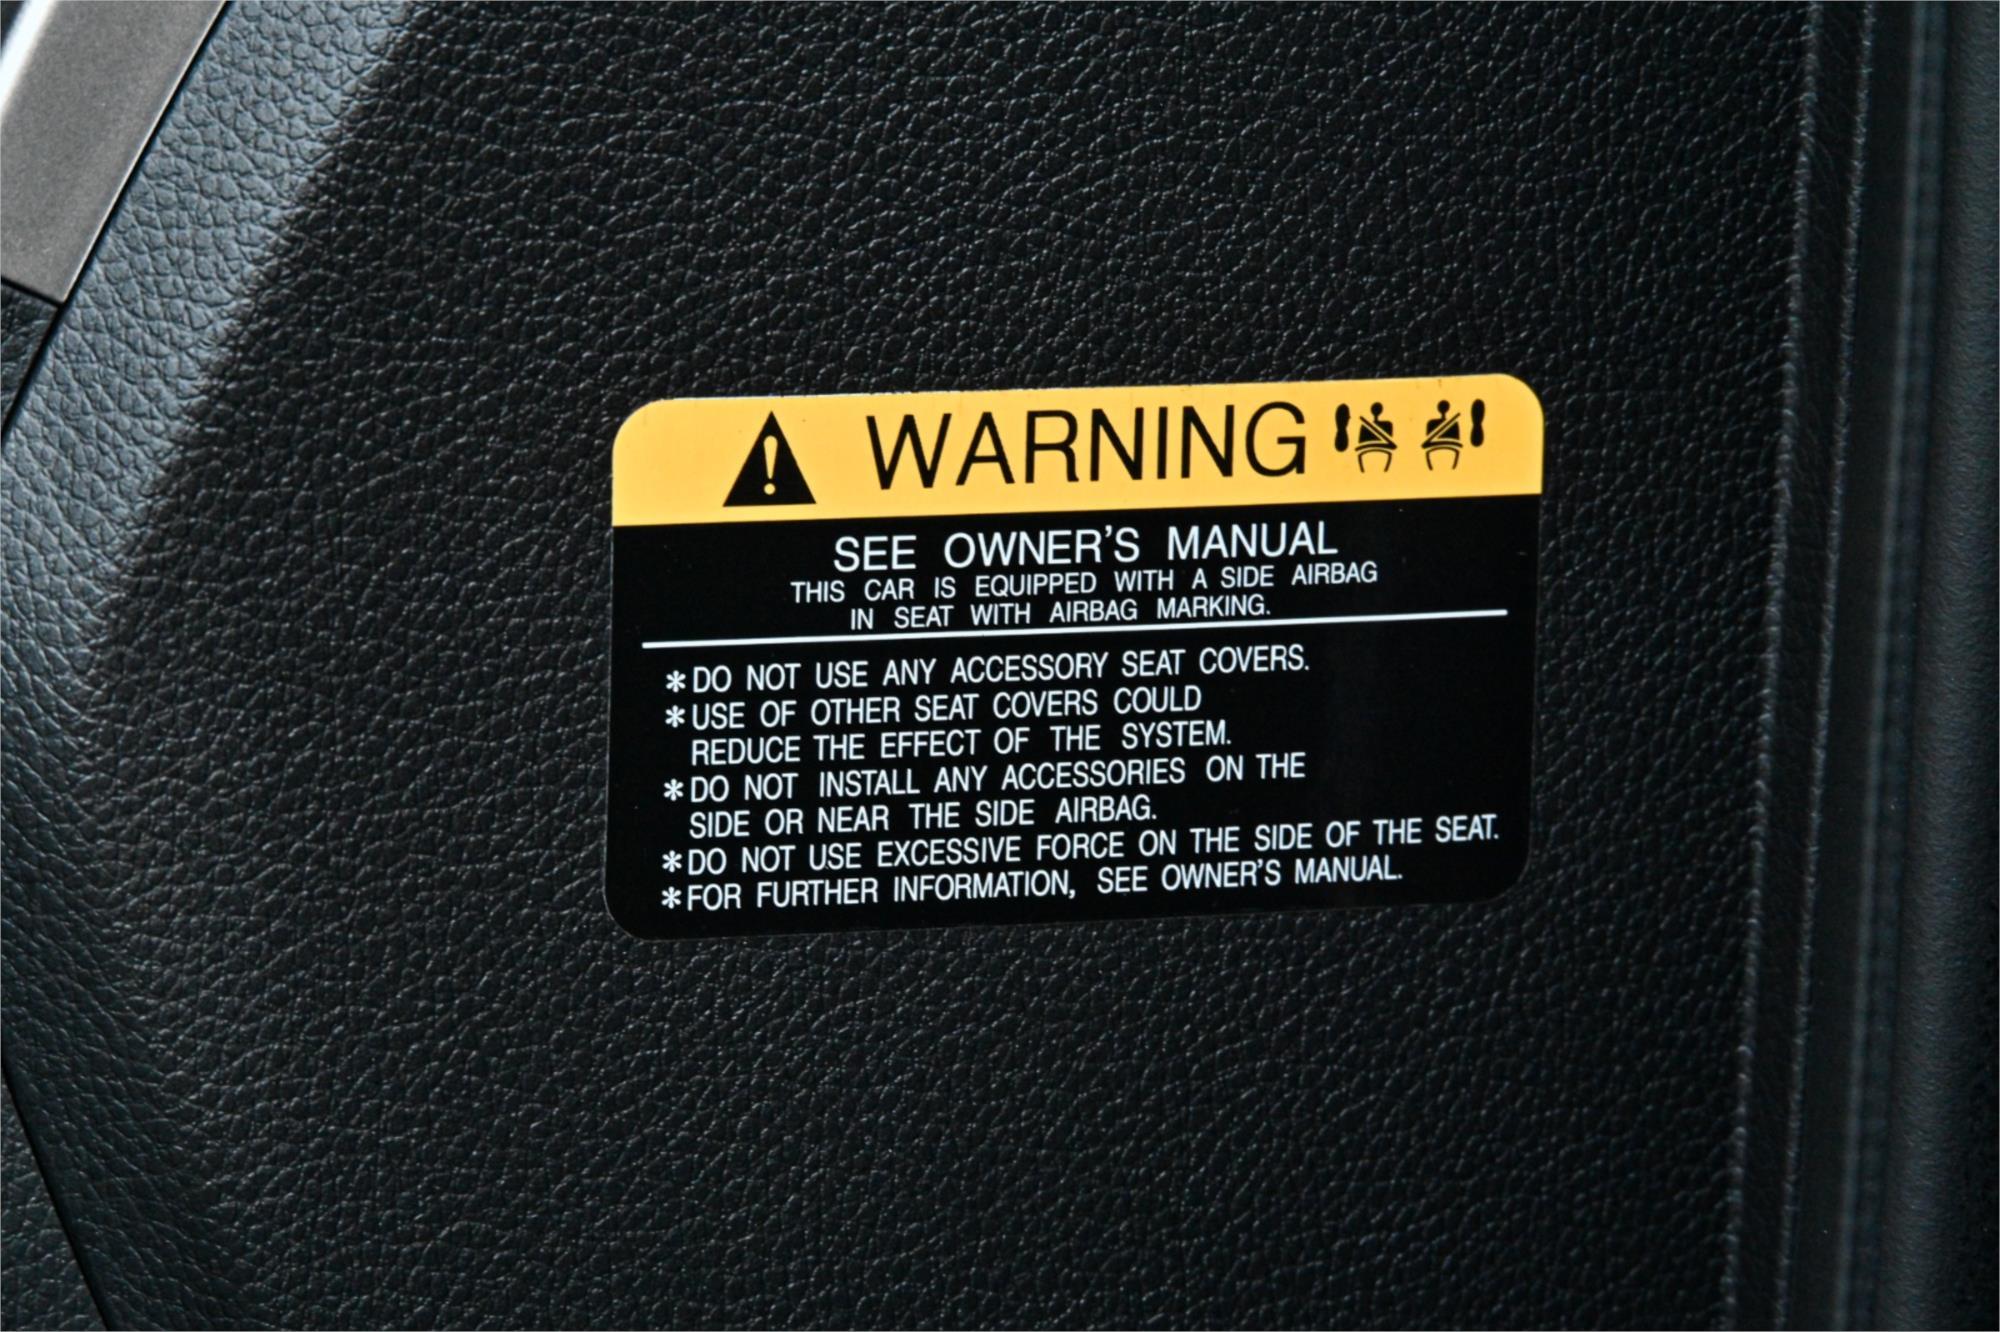 WARNING
SEE OWNER'S MANUAL
THIS CAR IS EQUIPPED WITH A SIDE AIRBAG
IN SEAT WITH AIRBAG MARKING.
*DO NOT USE ANY ACCESSORY SEAT COVERS.
*USE OF OTHER SEAT COVERS COULD
REDUCE THE EFFECT OF THE SYSTEM.
*DO NOT INSTALL ANY ACCESSORIES ON THE
SIDE OR NEAR THE SIDE AIRBAG.
*DO NOT USE EXCESSIVE FORCE ON THE SIDE OF THE SEAT.
*FOR FURTHER INFORMATION, SEE OWNER'S MANUAL.